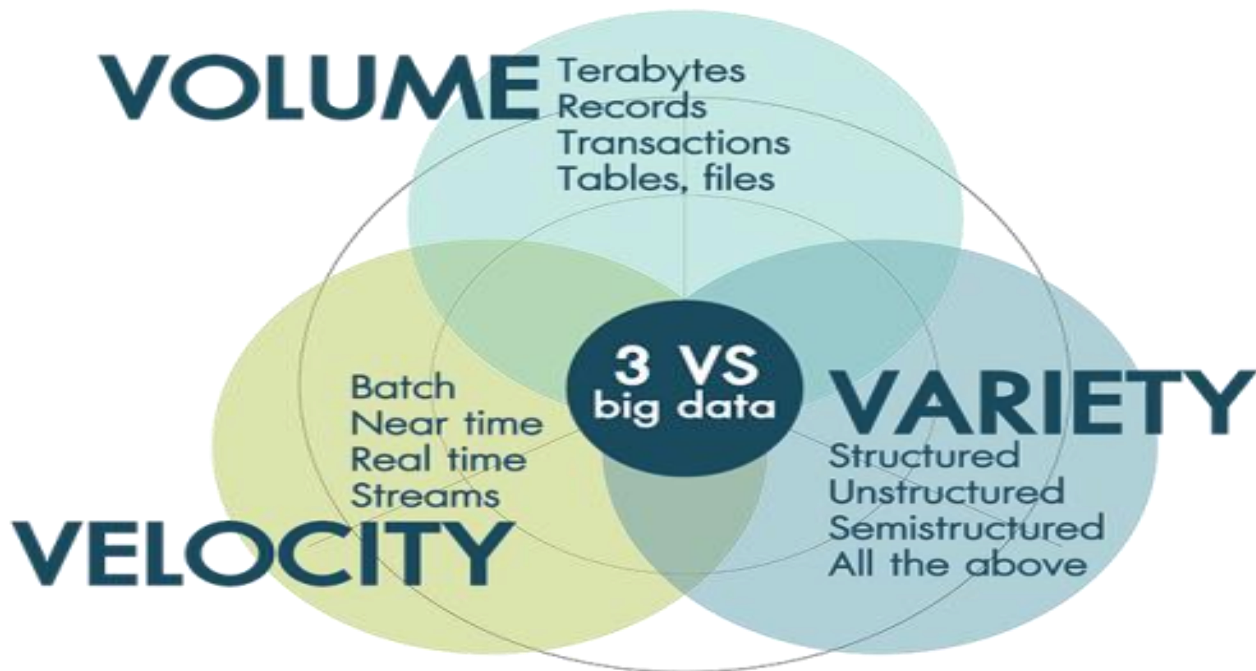 VOLUME
Terabytes
Records
Transactions
Tables, files
3 VS
big data
Batch
Near time
Real time
Streams
VELOCITY
VARIETY
Structured
Unstructured
Semistructured
All the above